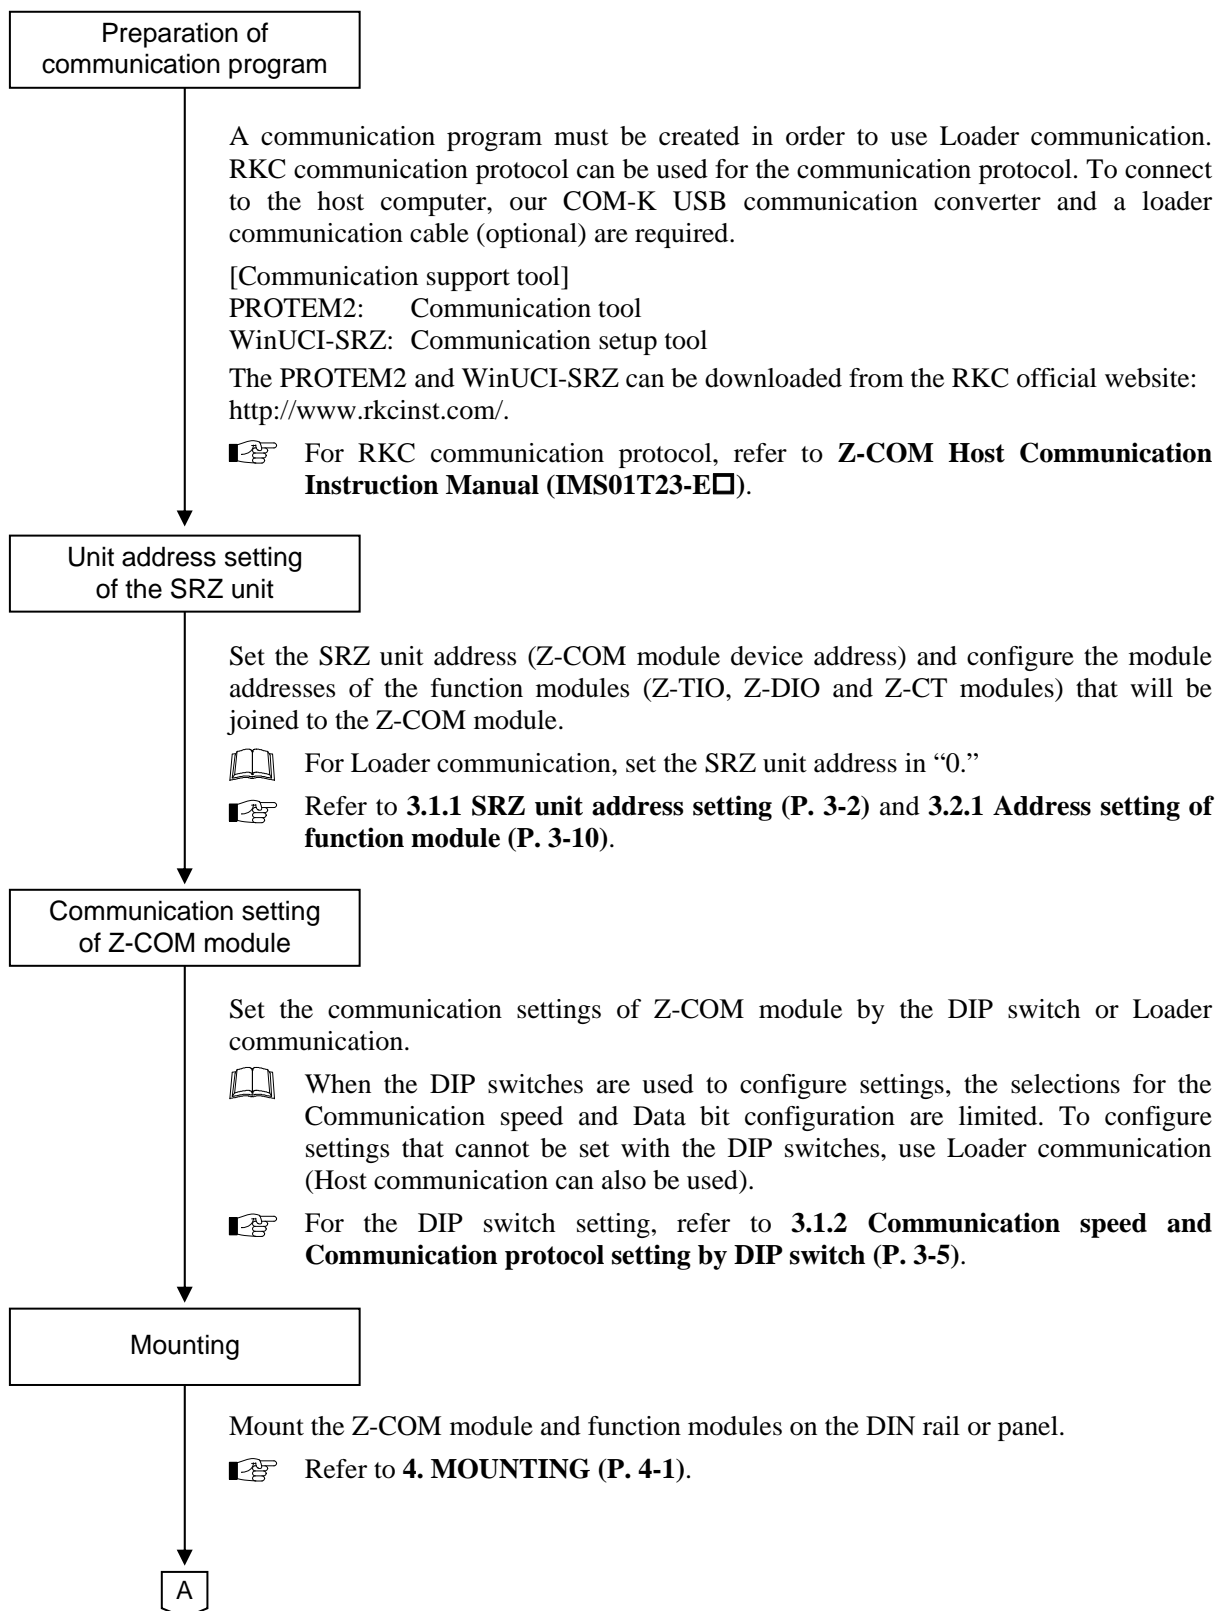 Preparation of
communication program
A communication program must be created in order to use Loader communication.
RKC communication protocol can be used for the communication protocol. To connect
to the host computer, our COM-K USB communication converter and a loader
communication cable (optional) are required.
[Communication support tool]
PROTEM2: Communication tool
WinUCI-SRZ: Communication setup tool
The PROTEM2 and WinUCI-SRZ can be downloaded from the RKC official website:
http://www.rkcinst.com/.
For RKC communication protocol, refer to Z-COM Host Communication
Instruction Manual (IMS01T23-E□).
Unit address setting
of the SRZ unit
Set the SRZ unit address (Z-COM module device address) and configure the module
addresses of the function modules (Z-TIO, Z-DIO and Z-CT modules) that will be
joined to the Z-COM module.
For Loader communication, set the SRZ unit address in “0.”
Refer to 3.1.1 SRZ unit address setting (P. 3-2) and 3.2.1 Address setting of
function module (P. 3-10).
Communication setting
of Z-COM module
Set the communication settings of Z-COM module by the DIP switch or Loader
communication.
When the DIP switches are used to configure settings, the selections for the
Communication speed and Data bit configuration are limited. To configure
settings that cannot be set with the DIP switches, use Loader communication
(Host communication can also be used).
For the DIP switch setting, refer to 3.1.2 Communication speed and
Communication protocol setting by DIP switch (P. 3-5).
Mounting
Mount the Z-COM module and function modules on the DIN rail or panel.
Refer to 4. MOUNTING (P. 4-1).
A